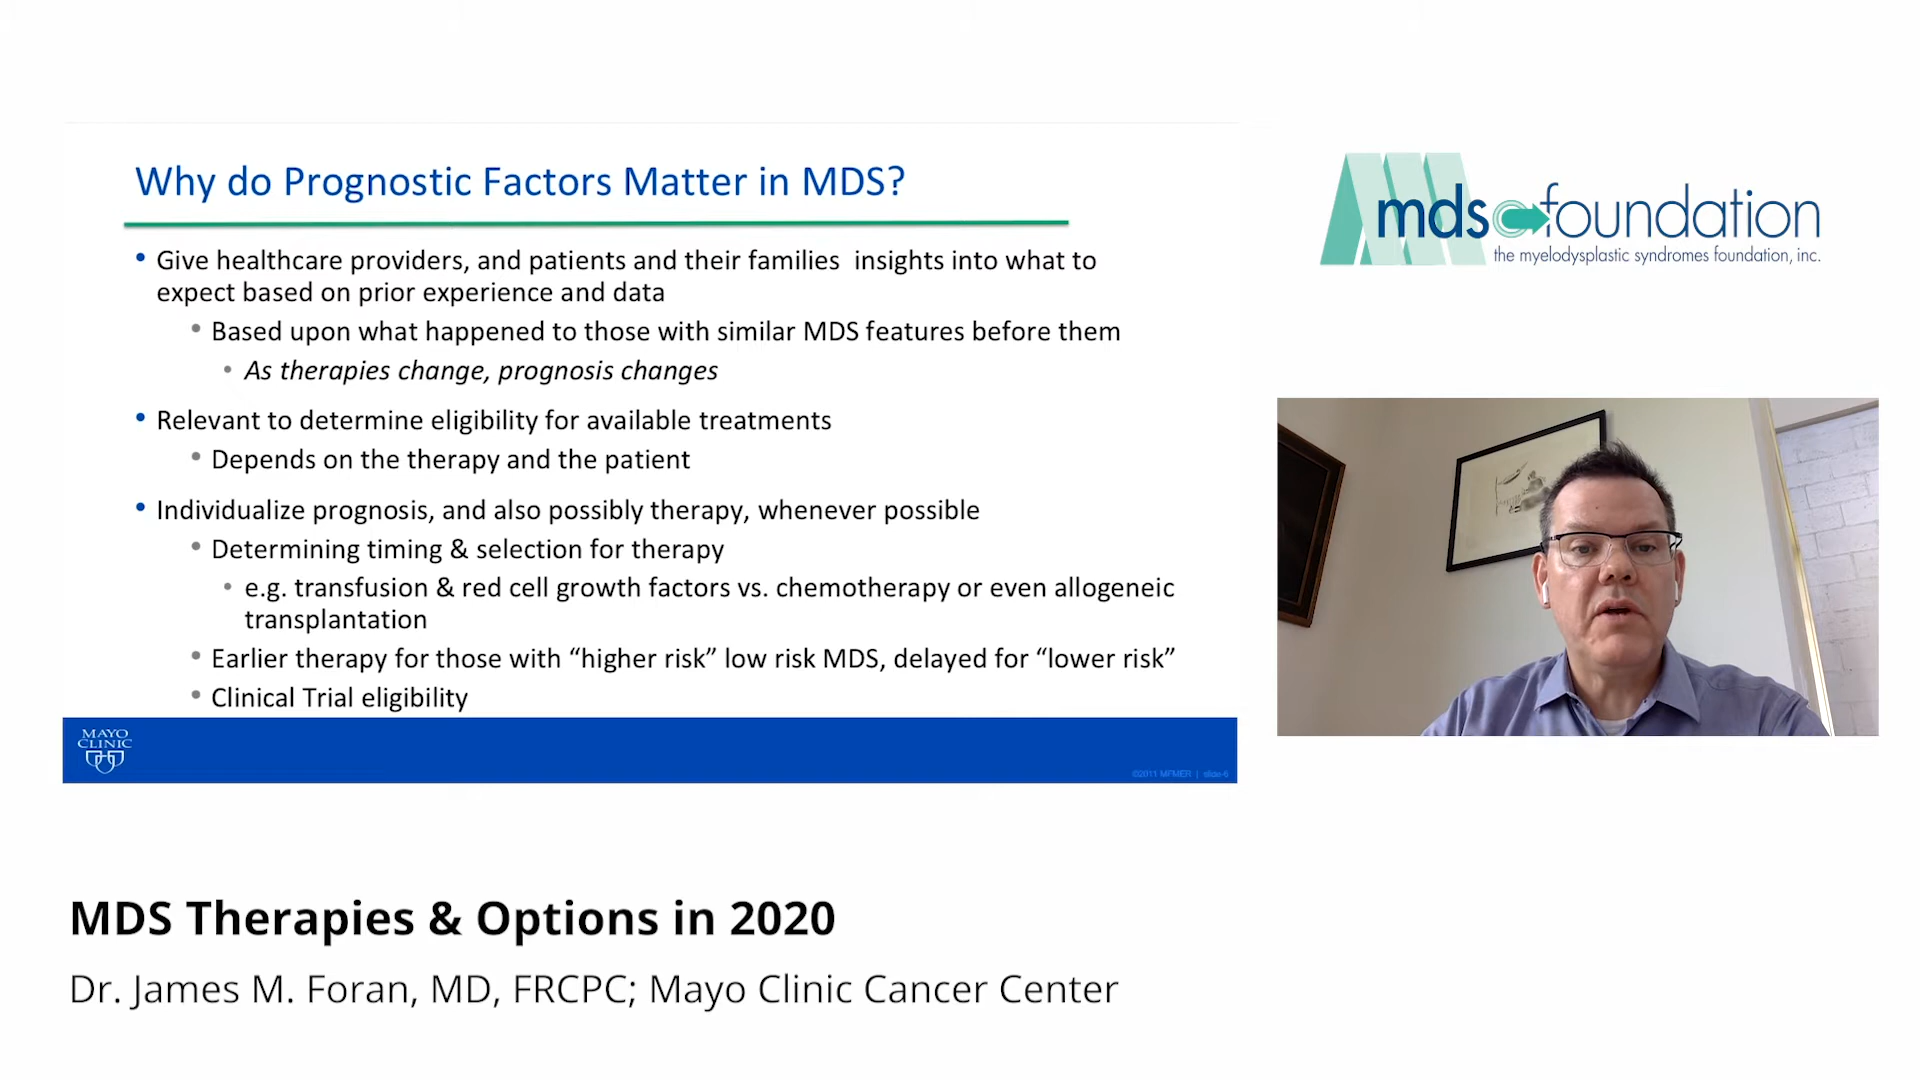 Why do Prognostic Factors Matter in MDS?
• Give healthcare providers, and patients and their families insights into what to
expect based on prior experience and data
• Based upon what happened to those with similar MDS features before them
• As therapies change, prognosis changes
• Relevant to determine eligibility for available treatments
• Depends on the therapy and the patient
• Individualize prognosis, and also possibly therapy, whenever possible
• Determining timing & selection for therapy
• e.g. transfusion & red cell growth factors vs. chemotherapy or even allogeneic
transplantation
• Earlier therapy for those with “higher risk” low risk MDS, delayed for “lower risk”
• Clinical Trial eligibility
MAYO
CLINIC
©2011 MFMER | slide-6
mds foundation
the myelodysplastic syndromes foundation, inc.
MDS Therapies & Options in 2020
Dr. James M. Foran, MD, FRCPC; Mayo Clinic Cancer Center